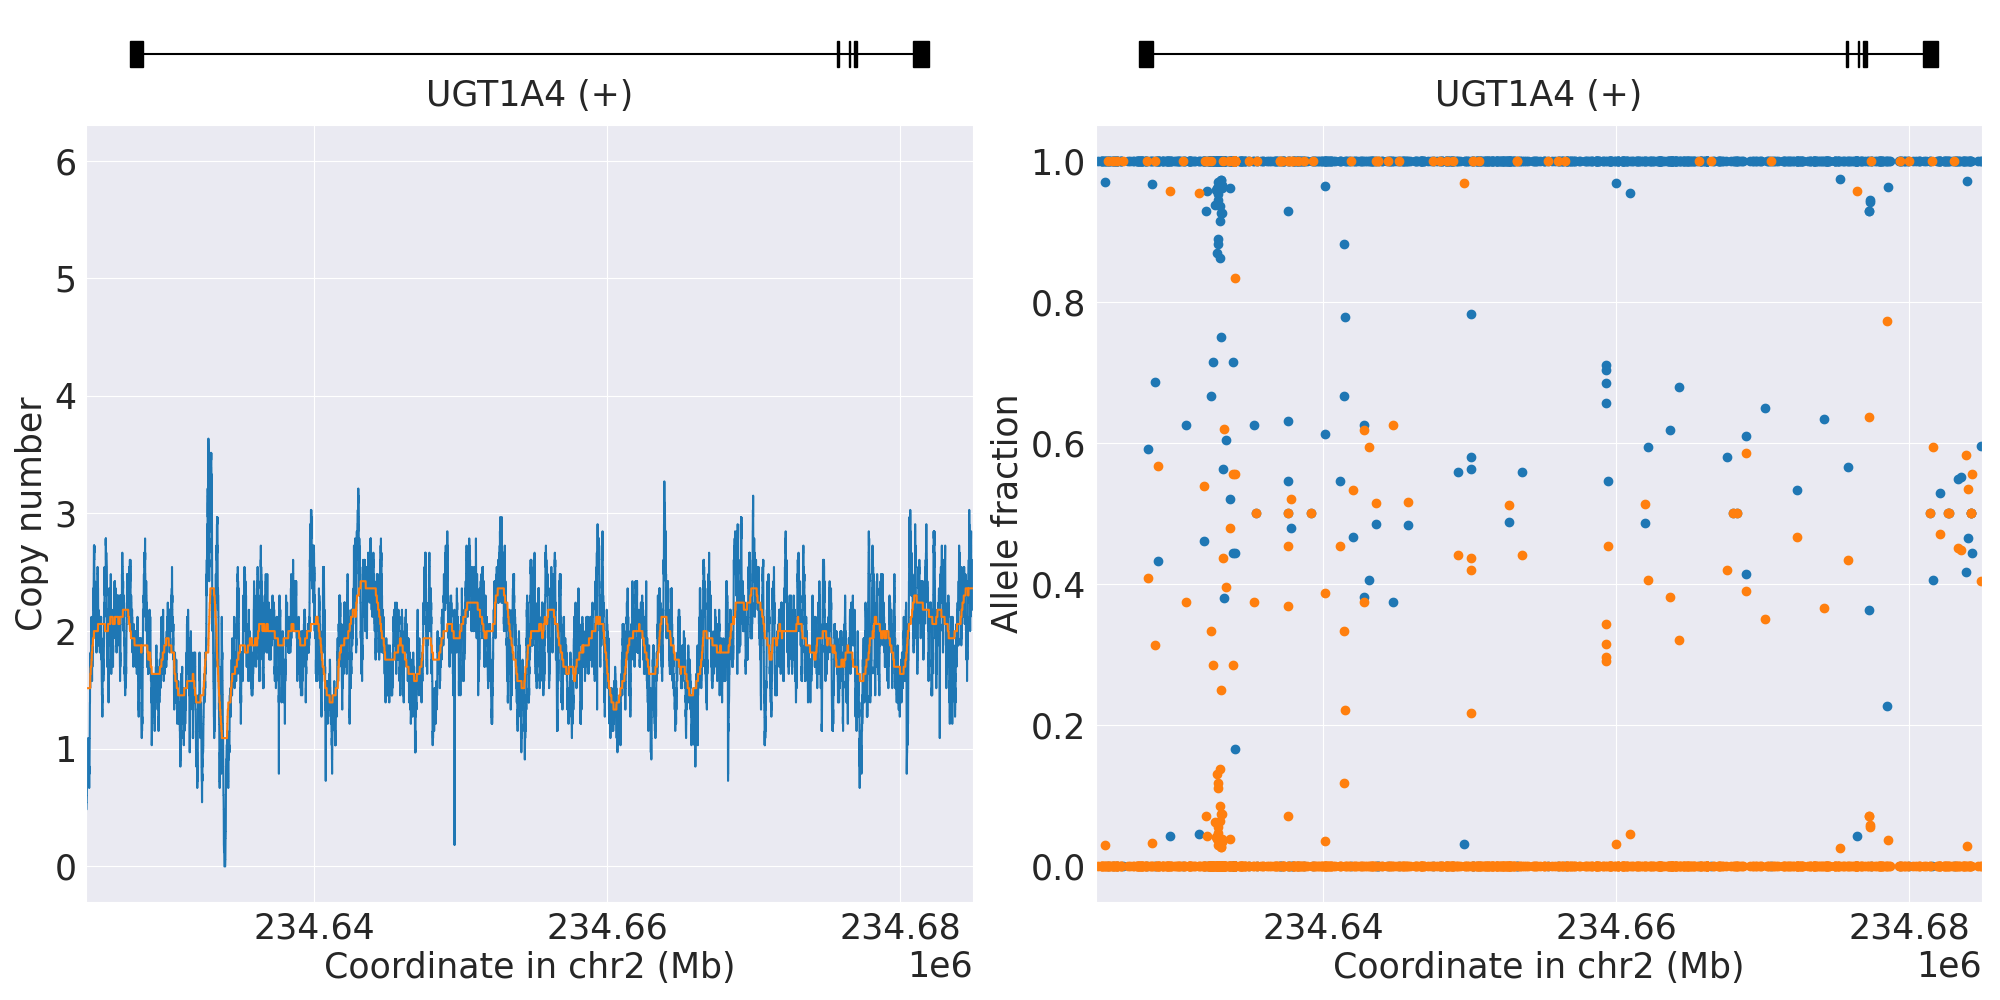 UGT1A4 (+)
6
5
4
3
2
1
0
Copy number
234.64
234.66
234.68
Coordinate in chr2 (Mb)
1e6
UGT1A4 (+)
1.0
0.8
0.6
0.4
0.2
0.0
Allele fraction
234.64
234.66
234.68
Coordinate in chr2 (Mb)
1e6